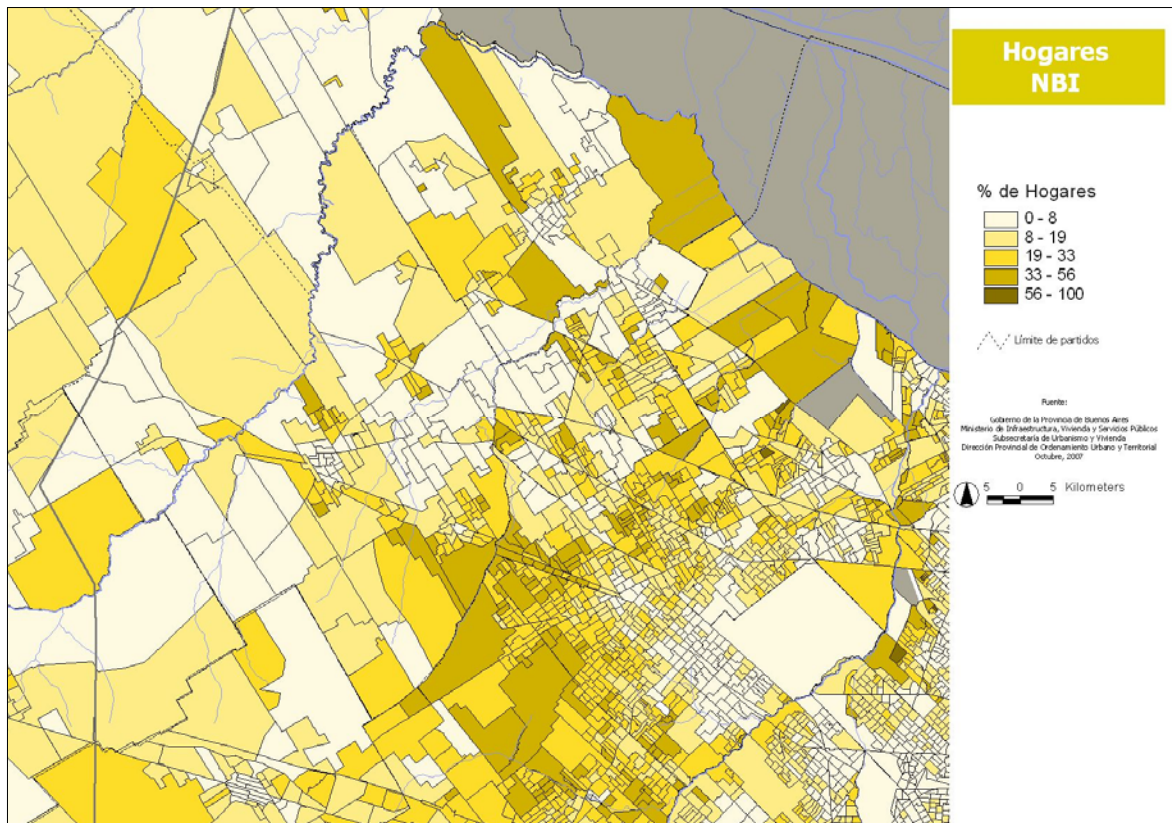 Hogares
NBI
% de Hogares
0 - 8
8 - 19
19 - 33
33 - 56
56 - 100
Límite de partidos
Fuente:
Gobierno de la Provincia de Buenos Aires
Ministerio de Infraestructura, Vivienda y Servicios Públicos
Subsecretaría de Urbanismo y Vivienda
Dirección Provincial de Ordenamiento Urbano y Territorial
Octubre, 2007
5 0 5 Kilometers